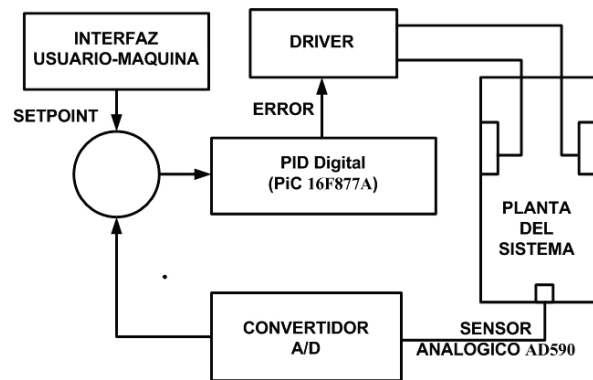 INTERFAZ
USUARIO-MAQUINA
DRIVER
SETPOINT
ERROR
PID Digital
(PiC 16F877A)
PLANTA
DEL
SISTEMA
CONVERTIDOR
A/D
SENSOR
ANALOGICO AD590